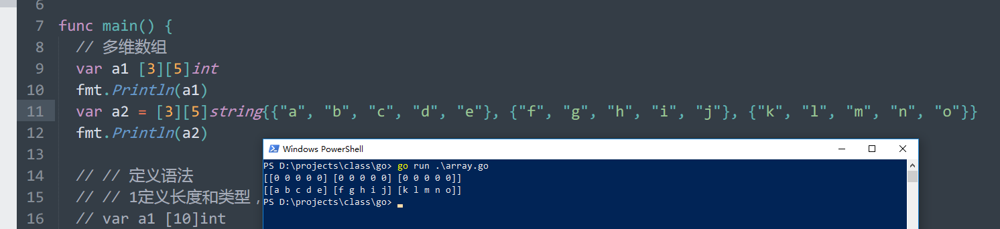 6
7 func main() {
8 // 多维数组
9 var a1 [3][5]int
10 fmt.Println(a1)
11 var a2 = [3][5]string{{"a", "b", "c", "d", "e"}, {"f", "g", "h", "i", "j"}, {"k", "l", "m", "n", "o"}}
12 fmt.Println(a2)
13
14 // // 定义语法
15 // // 1定义长度和类型，
16 // var a1 [10]int
Windows PowerShell
PS D:\projects\class\go> go run .\array.go
[[0 0 0 0 0] [0 0 0 0 0] [0 0 0 0 0]]
[[a b c d e] [f g h i j] [k l m n o]]
PS D:\projects\class\go>